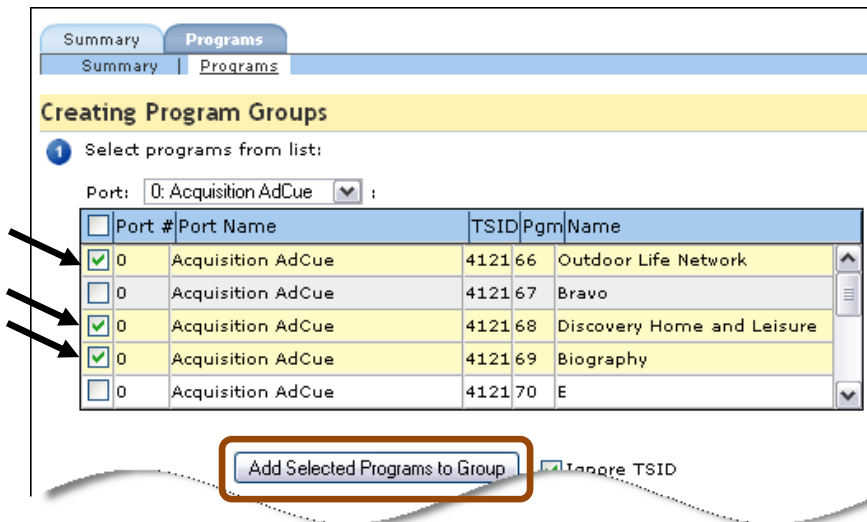 Summary Programs
Summary | Programs
Creating Program Groups
1 Select programs from list:
Port: 0: Acquisition AdCue :
Port # Port Name TSID Pgm Name
0 Acquisition AdCue 4121 66 Outdoor Life Network
0 Acquisition AdCue 4121 67 Bravo
0 Acquisition AdCue 4121 68 Discovery Home and Leisure
0 Acquisition AdCue 4121 69 Biography
0 Acquisition AdCue 4121 70 E
Add Selected Programs to Group Ignore TSID